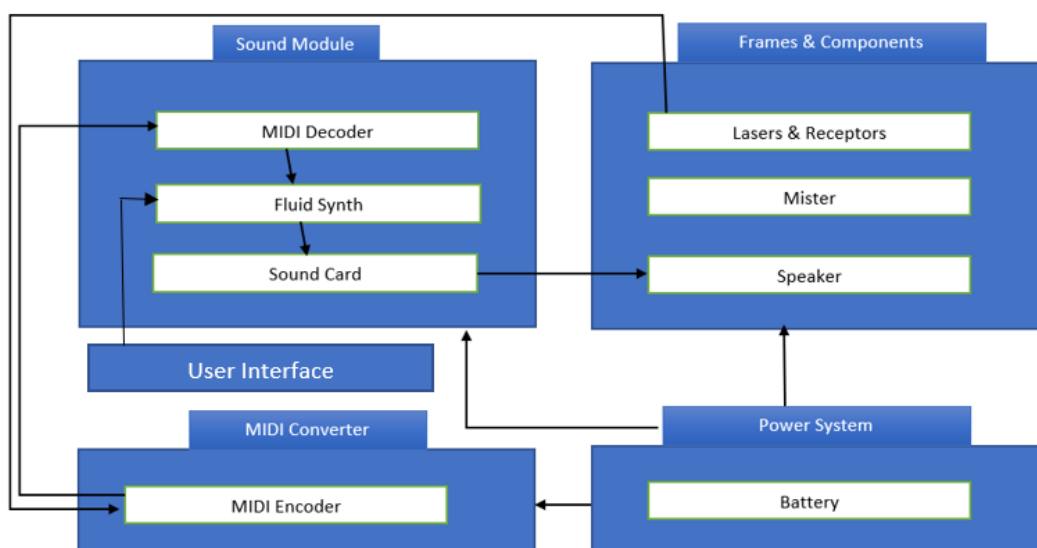 Sound Module
Frames & Components
MIDI Decoder
Lasers & Receptors
Fluid Synth
Mister
Sound Card
Speaker
User Interface
MIDI Converter
Power System
MIDI Encoder
Battery